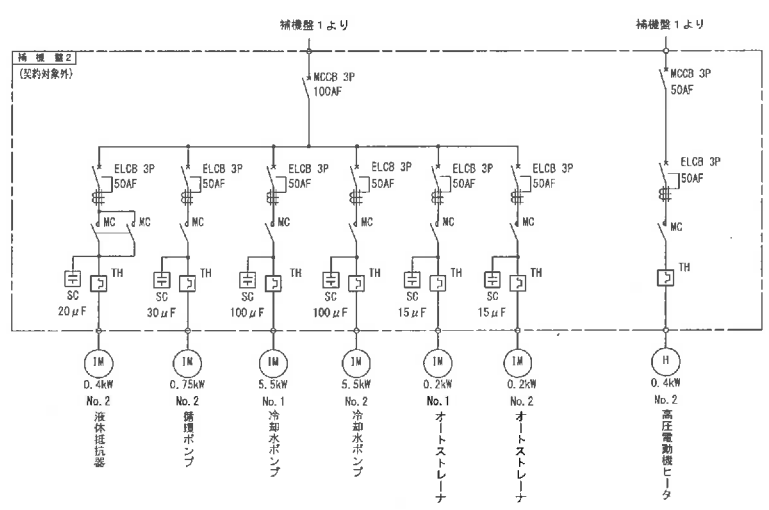 補機盤1より
補機盤1より
補機盤2
(契約対象外)
MCCB 3P
100AF
MCCB 3P
50AF
ELCB 3P
50AF
ELCB 3P
50AF
ELCB 3P
50AF
ELCB 3P
50AF
ELCB 3P
50AF
ELCB 3P
50AF
ELCB 3P
50AF
MC
MC
MC
MC
MC
MC
MC
MC
TH
TH
TH
TH
TH
TH
TH
SC
20μF
SC
30μF
SC
100μF
SC
100μF
SC
15μF
SC
15μF
IM
IM
IM
IM
IM
IM
H
0.4kW
0.75kW
5.5kW
5.5kW
0.2kW
0.2kW
0.4kW
No.2
No.2
No.1
No.2
No.1
No.2
No.2
液体抵抗器
循環ポンプ
冷却水ポンプ
冷却水ポンプ
オートストレーナ
オートストレーナ
高圧電動機ヒータ